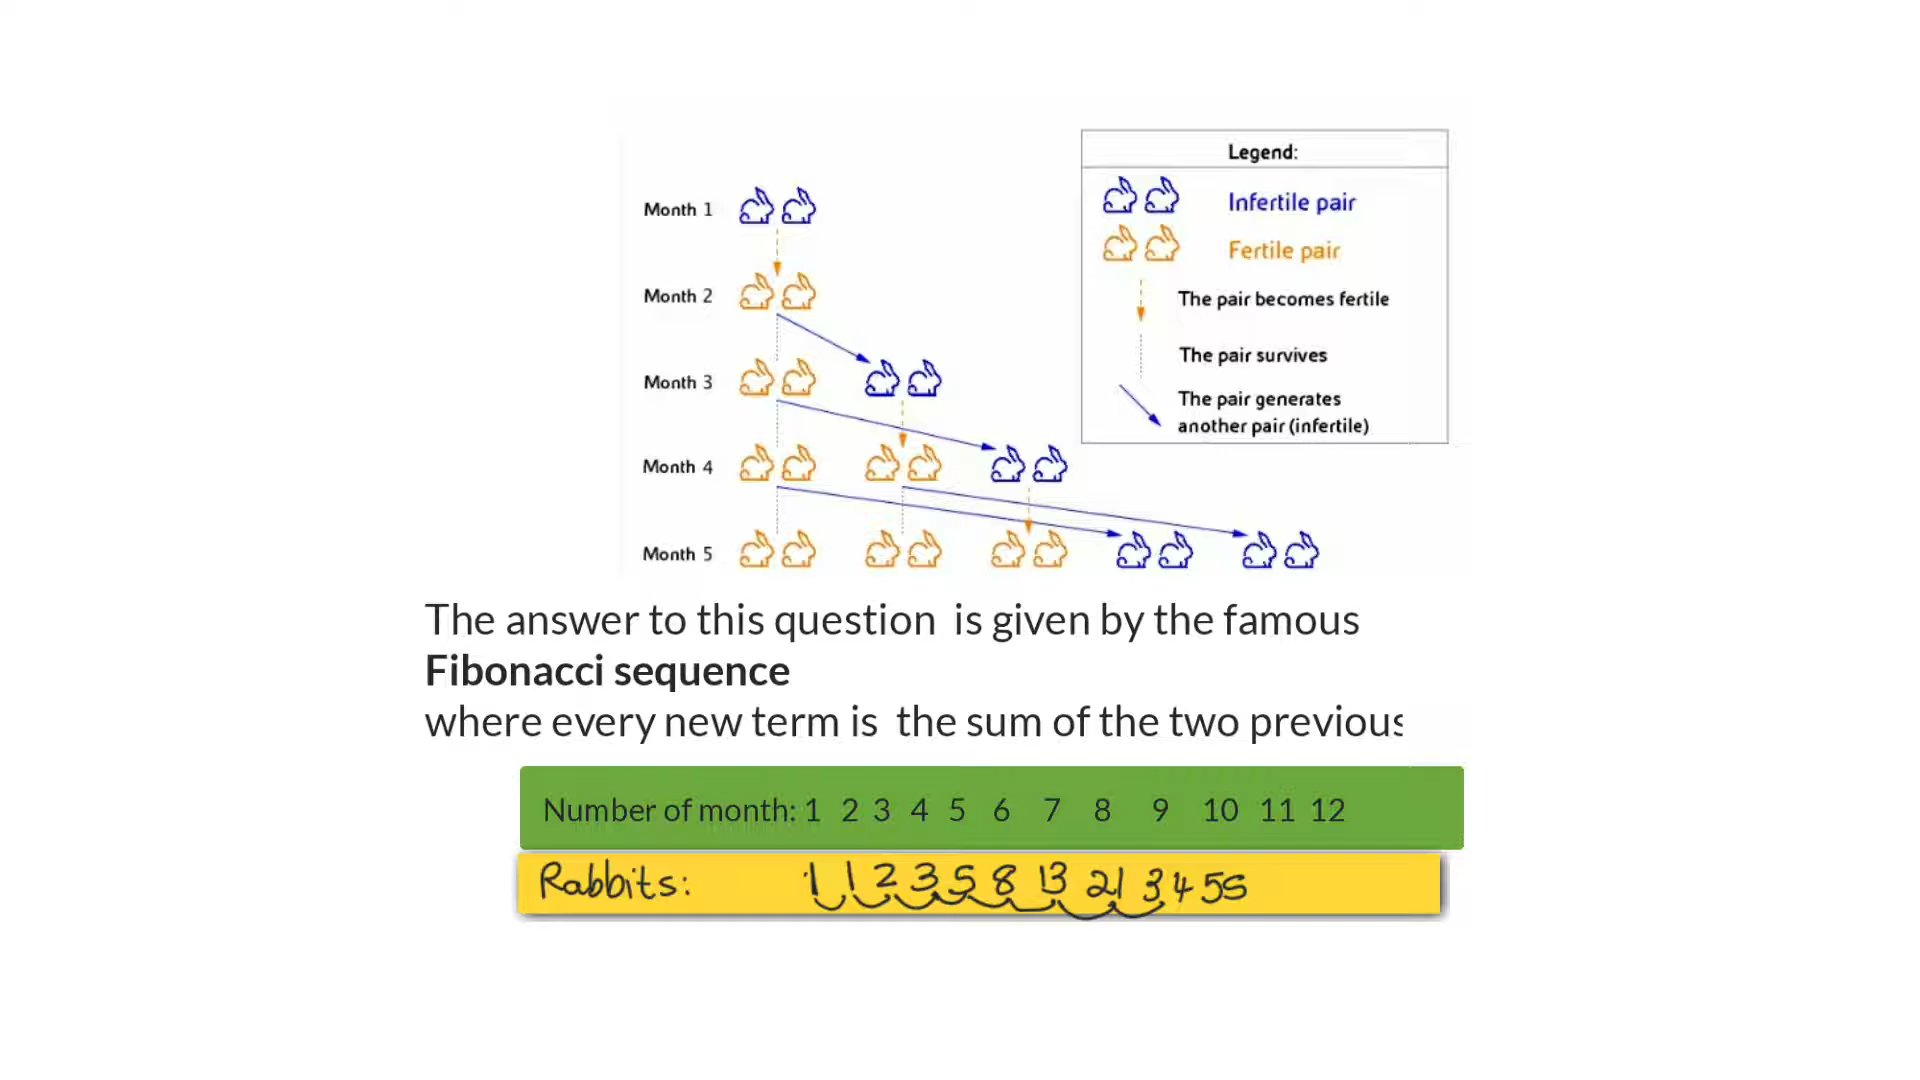 Legend:
Month 1
Infertile pair
Fertile pair
Month 2
The pair becomes fertile
The pair survives
Month 3
The pair generates
another pair (infertile)
Month 4
Month 5
The answer to this question is given by the famous
Fibonacci sequence
where every new term is the sum of the two previous
Number of month: 1 2 3 4 5 6 7 8 9 10 11 12
Rabbits: 1 1 2 3 5 8 13 21 34 55